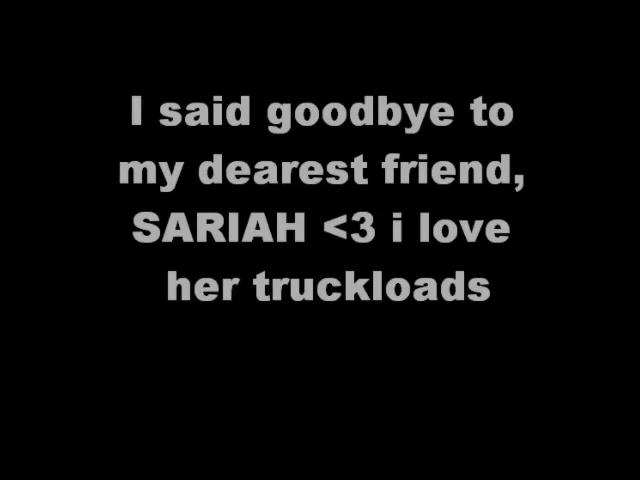 I said goodbye to
my dearest friend,
SARIAH <3 i love
her truckloads